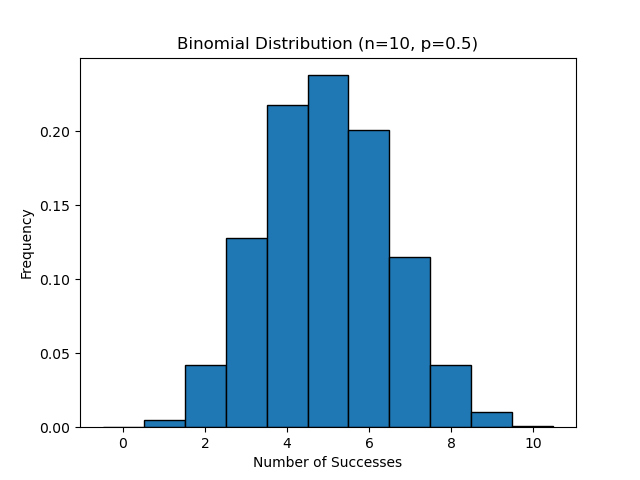 Binomial Distribution (n=10, p=0.5)
0.20
0.15
0.10
0.05
0.00
Frequency
0 2 4 6 8 10
Number of Successes